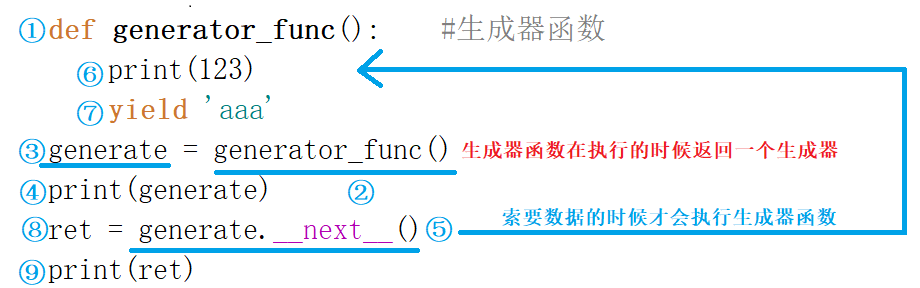 ①def generator_func(): #生成器函数
⑥print(123)
⑦yield 'aaa'
③generate = generator_func() 生成器函数在执行的时候返回一个生成器
④print(generate) ②
⑧ret = generate.__next__() ⑤ 索要数据的时候才会执行生成器函数
⑨print(ret)